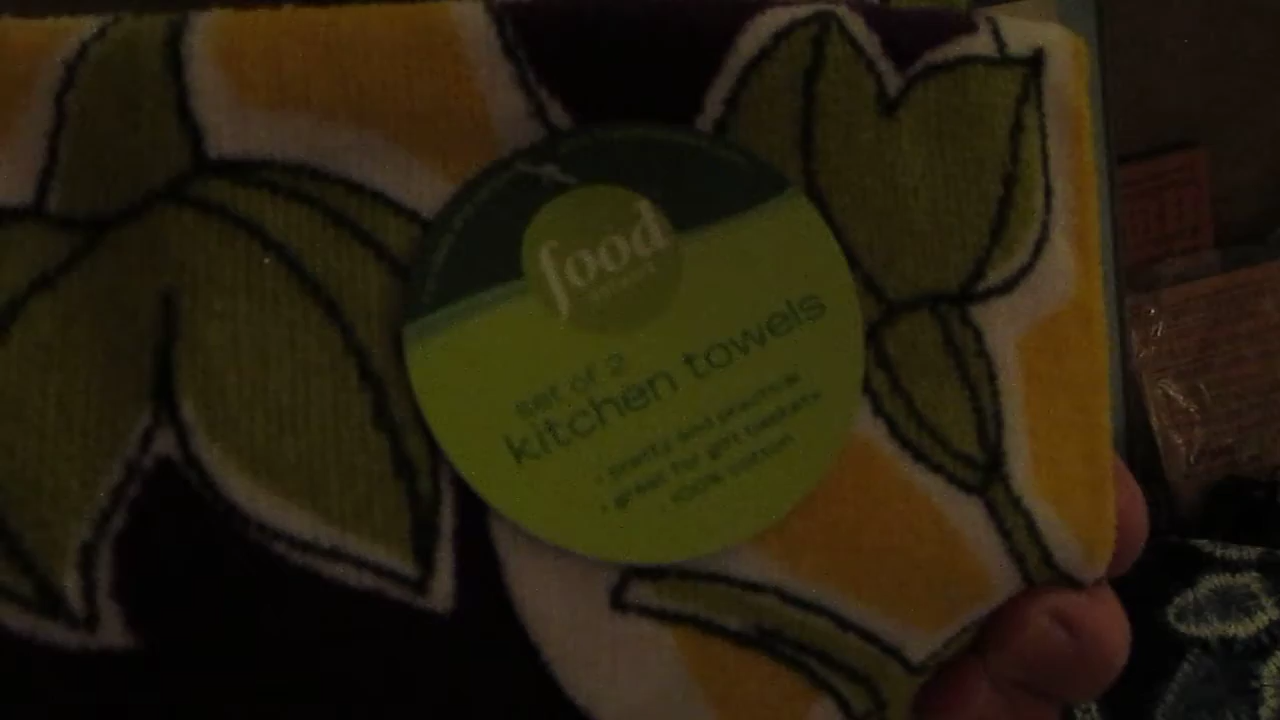 food
set of 2
kitchen towels
• pretty and practical
• great for gift baskets
• 100% cotton